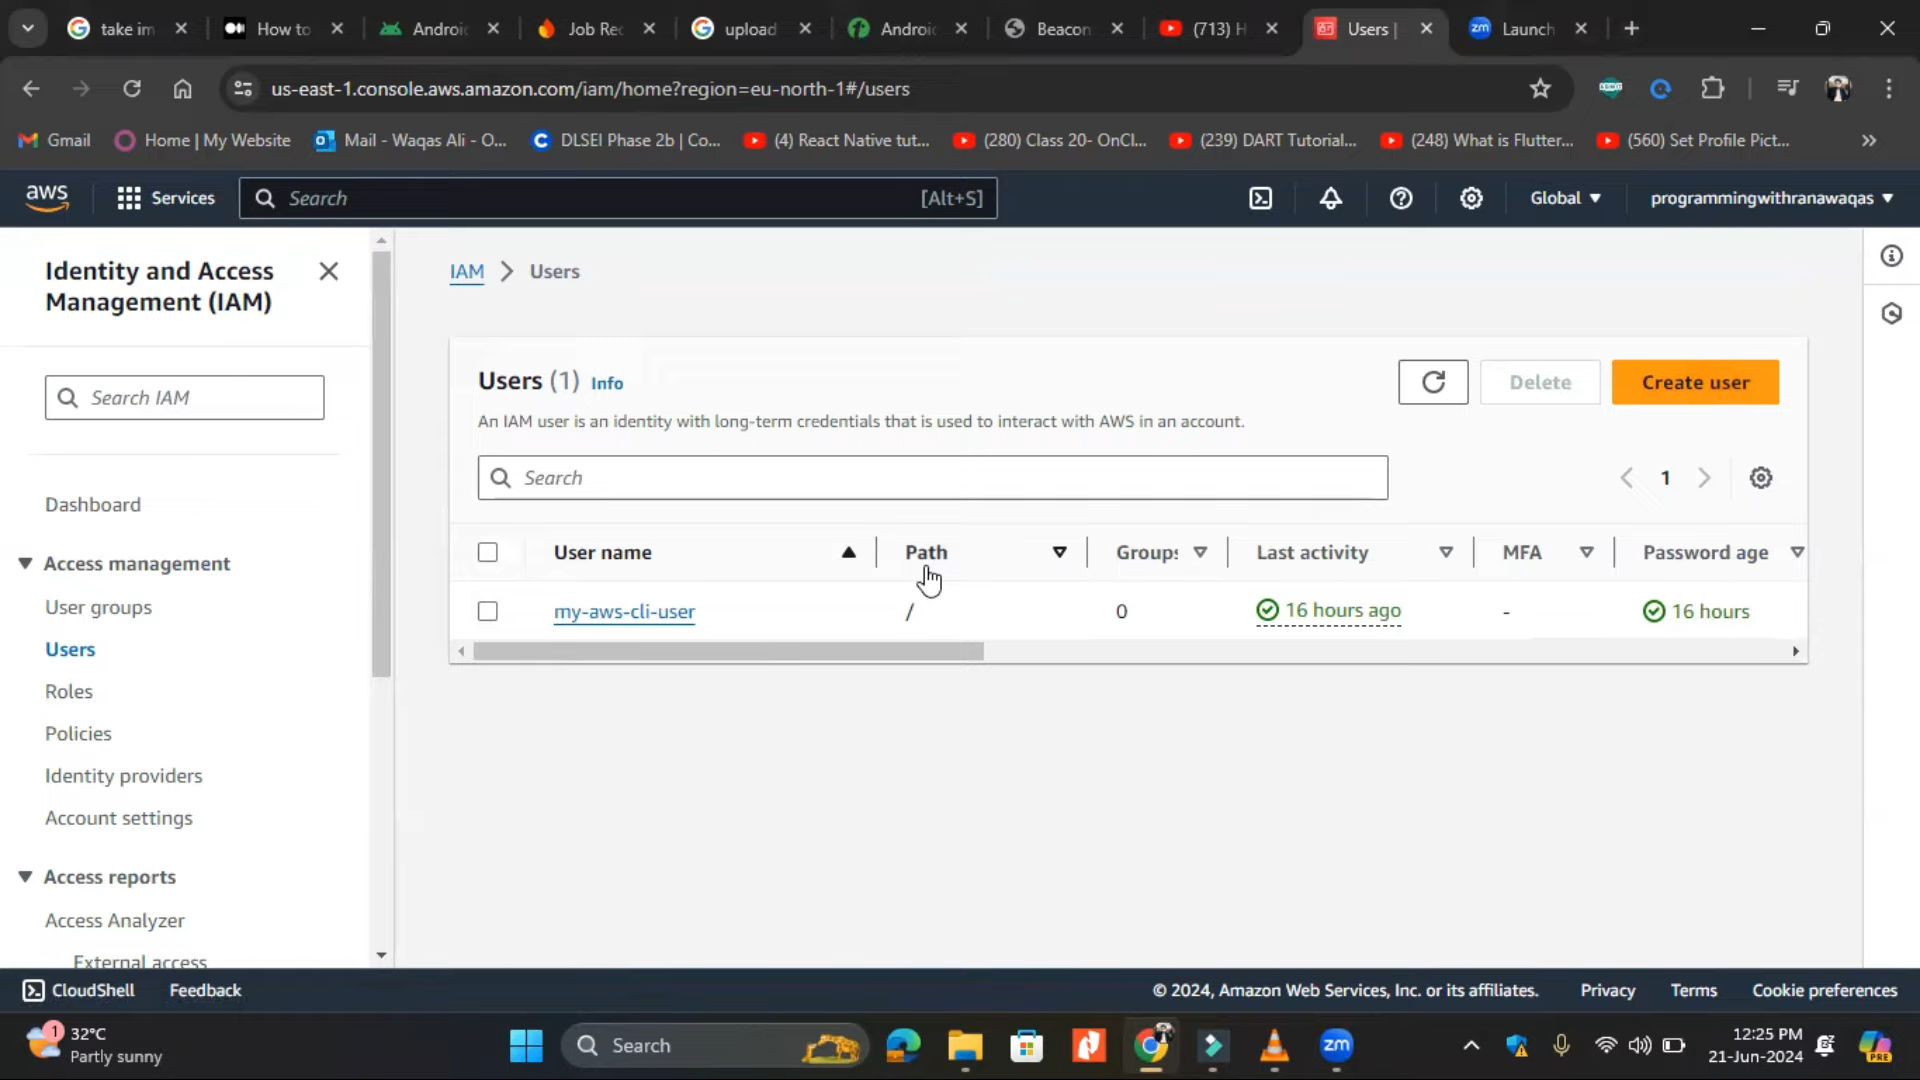 take im
How to
Android
Job Rec
upload
Android
Beacon
(713) H
Users |
zm
Launch
us-east-1.console.aws.amazon.com/iam/home?region=eu-north-1#/users
Gmail
Home | My Website
Mail - Waqas Ali - O...
DLSEI Phase 2b | Co...
(4) React Native tut...
(280) Class 20- OnCl...
(239) DART Tutorial...
(248) What is Flutter...
(560) Set Profile Pict...
aws
Services
Search
[Alt+S]
Global
programmingwithranawaqas
Identity and Access
Management (IAM)
Search IAM
Dashboard
Access management
User groups
Users
Roles
Policies
Identity providers
Account settings
Access reports
Access Analyzer
External access
IAM > Users
Users (1) Info
Delete
Create user
An IAM user is an identity with long-term credentials that is used to interact with AWS in an account.
Search
1
User name
Path
Groups
Last activity
MFA
Password age
my-aws-cli-user
/
0
16 hours ago
-
16 hours
CloudShell
Feedback
© 2024, Amazon Web Services, Inc. or its affiliates.
Privacy
Terms
Cookie preferences
1
32°C
Partly sunny
Search
zm
12:25 PM
21-Jun-2024
PRE